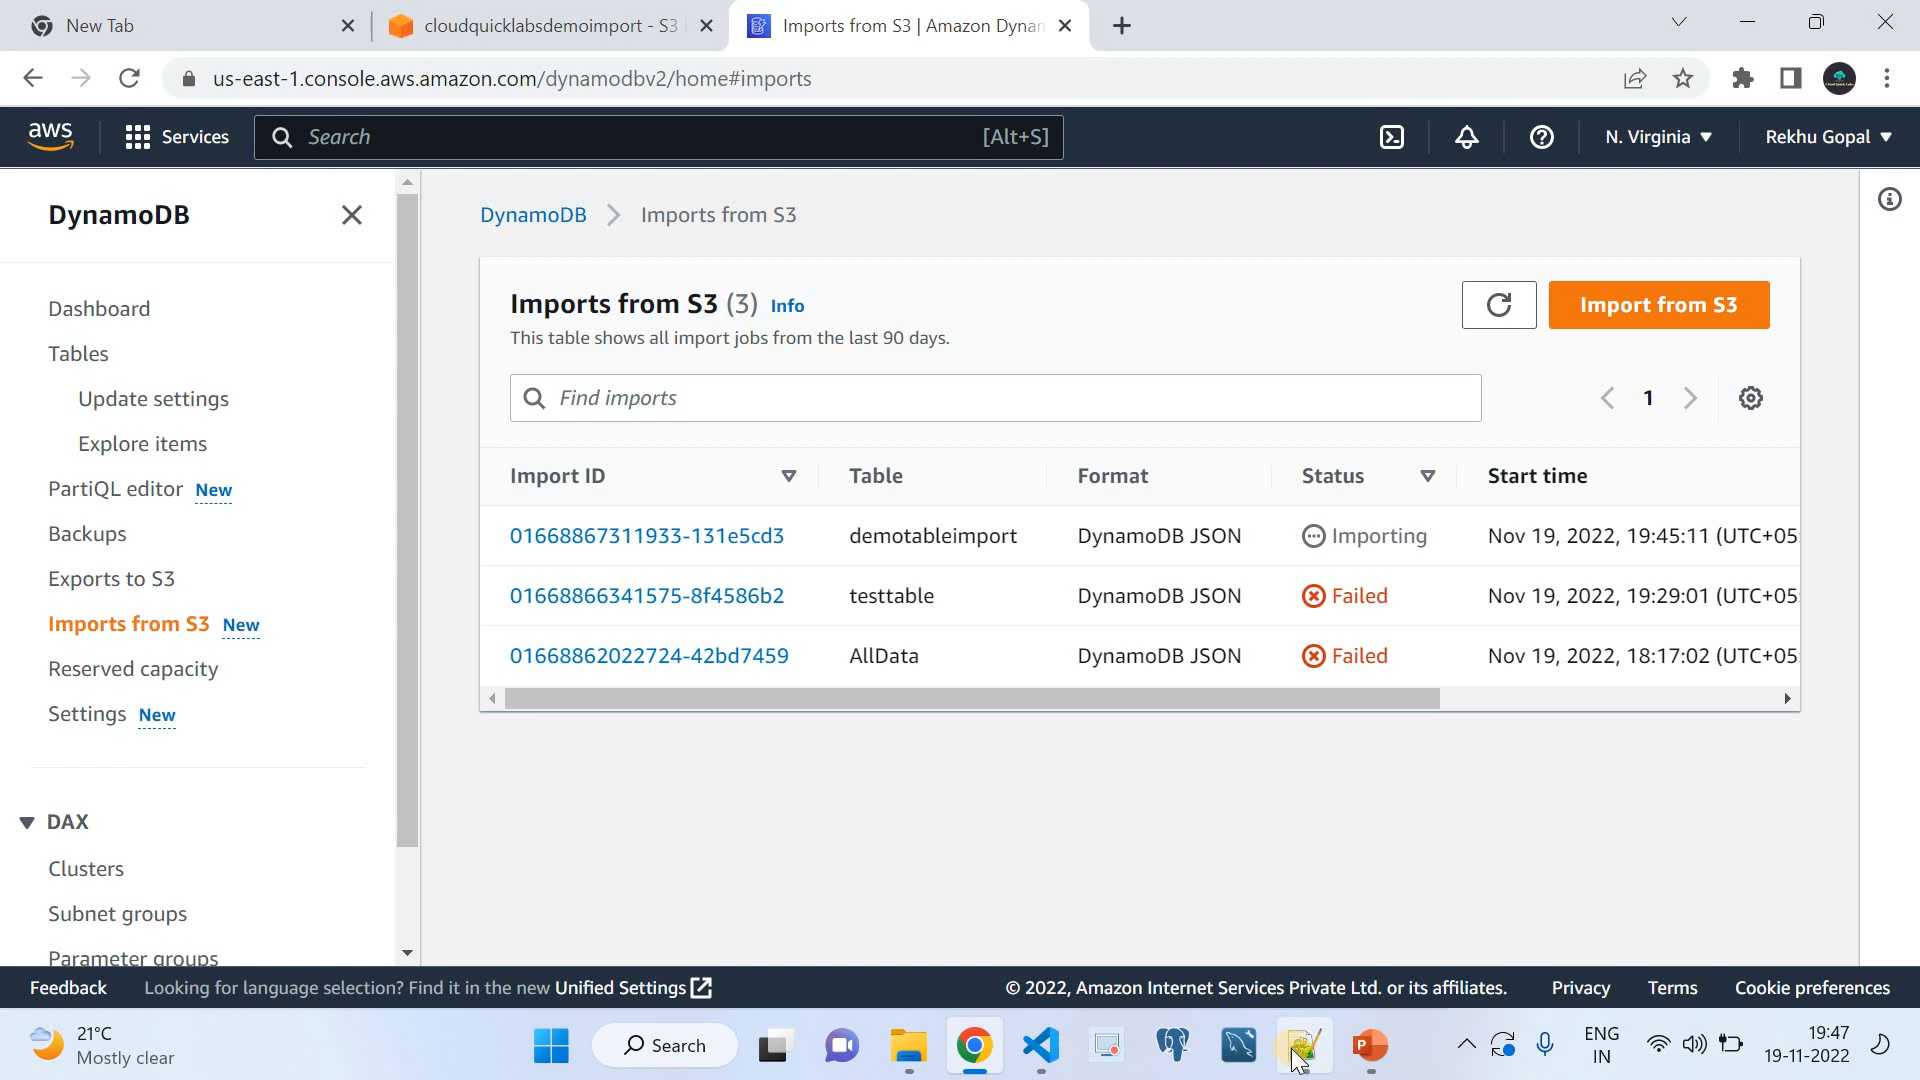 New Tab
cloudquicklabsdemoimport - S3
Imports from S3 | Amazon Dynam
us-east-1.console.aws.amazon.com/dynamodbv2/home#imports
aws
Services
Search
[Alt+S]
N. Virginia
Rekhu Gopal
DynamoDB
Dashboard
Tables
Update settings
Explore items
PartiQL editor New
Backups
Exports to S3
Imports from S3 New
Reserved capacity
Settings New
DAX
Clusters
Subnet groups
Parameter groups
DynamoDB > Imports from S3
Imports from S3 (3) Info
This table shows all import jobs from the last 90 days.
Import from S3
Find imports
1
Import ID Table Format Status Start time
01668867311933-131e5cd3 demotableimport DynamoDB JSON Importing Nov 19, 2022, 19:45:11 (UTC+05:
01668866341575-8f4586b2 testtable DynamoDB JSON Failed Nov 19, 2022, 19:29:01 (UTC+05:
01668862022724-42bd7459 AllData DynamoDB JSON Failed Nov 19, 2022, 18:17:02 (UTC+05:
Feedback Looking for language selection? Find it in the new Unified Settings © 2022, Amazon Internet Services Private Ltd. or its affiliates. Privacy Terms Cookie preferences
21°C
Mostly clear
Search
ENG
IN
19:47
19-11-2022